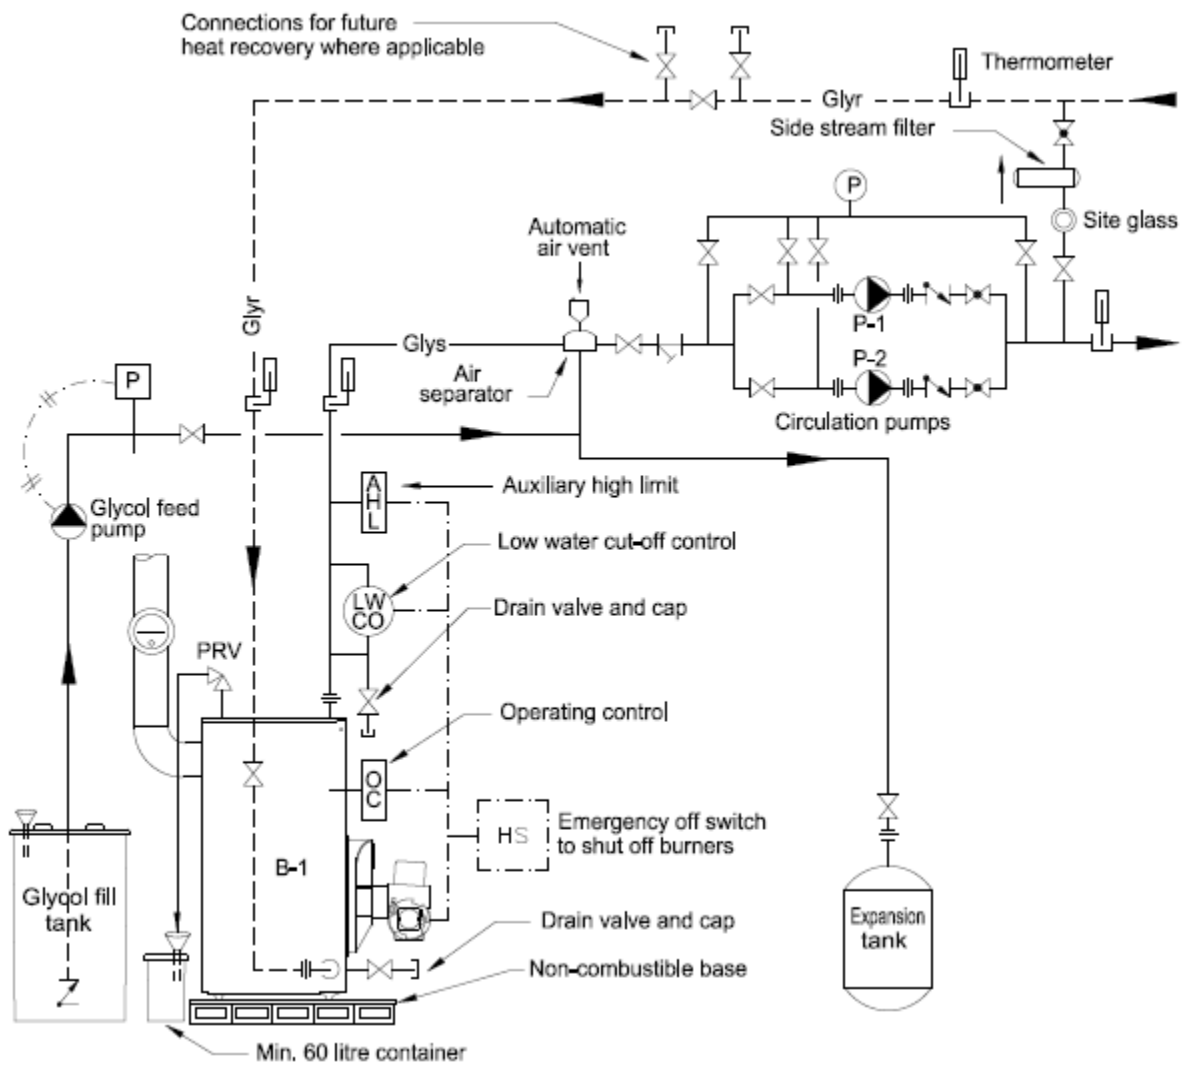 Connections for future
heat recovery where applicable
Thermometer
Glyr
Side stream filter
P
Site glass
Automatic
air vent
Glyr
P-1
Glys
P-2
Air
separator
P
Circulation pumps
A
H
L
Auxiliary high limit
Glycol feed
pump
Low water cut-off control
LW
CO
Drain valve and cap
PRV
Operating control
O
C
HS
Emergency off switch
to shut off burners
B-1
Glycol fill
tank
Drain valve and cap
Expansion
tank
Non-combustible base
Min. 60 litre container